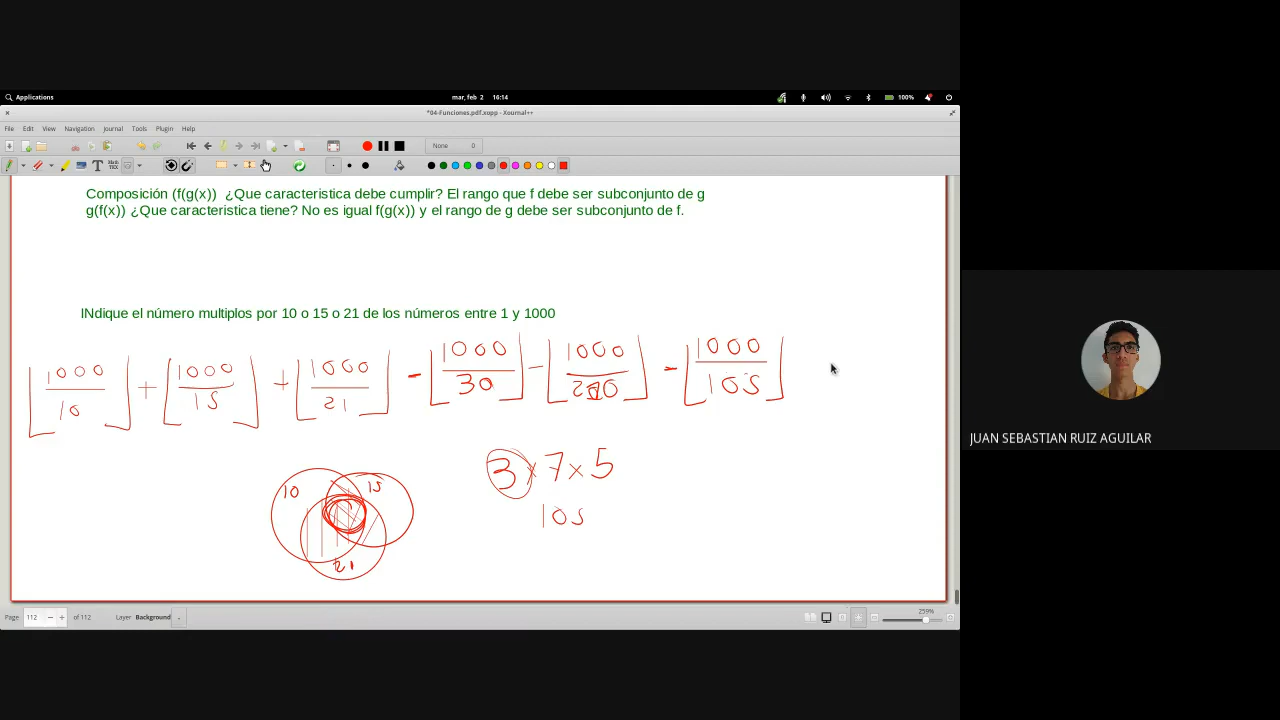 Applications
mar, feb 2 16:14
100%
*04-Funciones.pdf.xopp - Xournal++
File Edit View Navigation Journal Tools Plugin Help
None 0
Composición (f(g(x)) ¿Que caracteristica debe cumplir? El rango que f debe ser subconjunto de g
g(f(x)) ¿Que caracteristica tiene? No es igual f(g(x)) y el rango de g debe ser subconjunto de f.
INdique el número multiplos por 10 o 15 o 21 de los números entre 1 y 1000
⌊1000/10⌋ + ⌊1000/15⌋ + ⌊1000/21⌋ - ⌊1000/30⌋ - ⌊1000/210⌋ - ⌊1000/105⌋
3 x 7 x 5
105
10 15
21
JUAN SEBASTIAN RUIZ AGUILAR
Page 112 of 112 Layer Background
259%